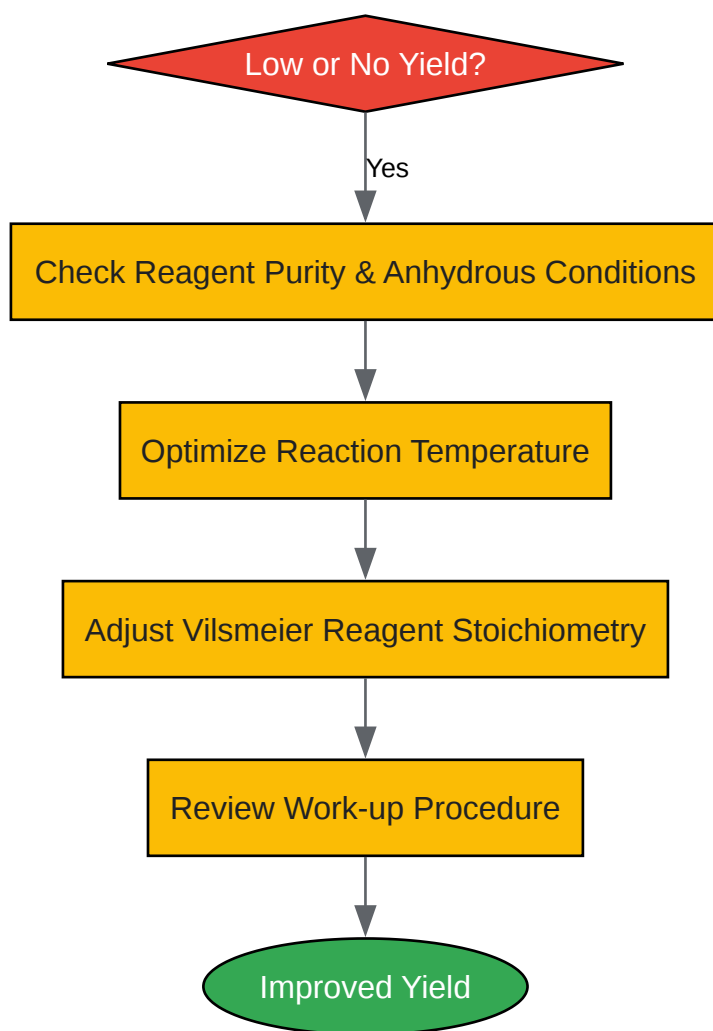 Low or No Yield?
Yes
Check Reagent Purity & Anhydrous Conditions
Optimize Reaction Temperature
Adjust Vilsmeier Reagent Stoichiometry
Review Work-up Procedure
Improved Yield